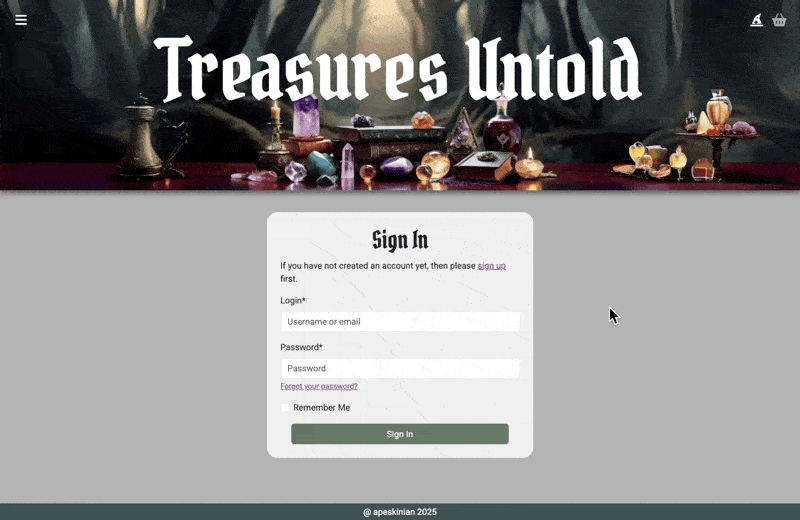 Treasures Untold
Sign In
If you have not created an account yet, then please sign up
first.
Login*
Username or email
Password*
Password
Forgot your password?
Remember Me
Sign In
@ apeskinian 2025